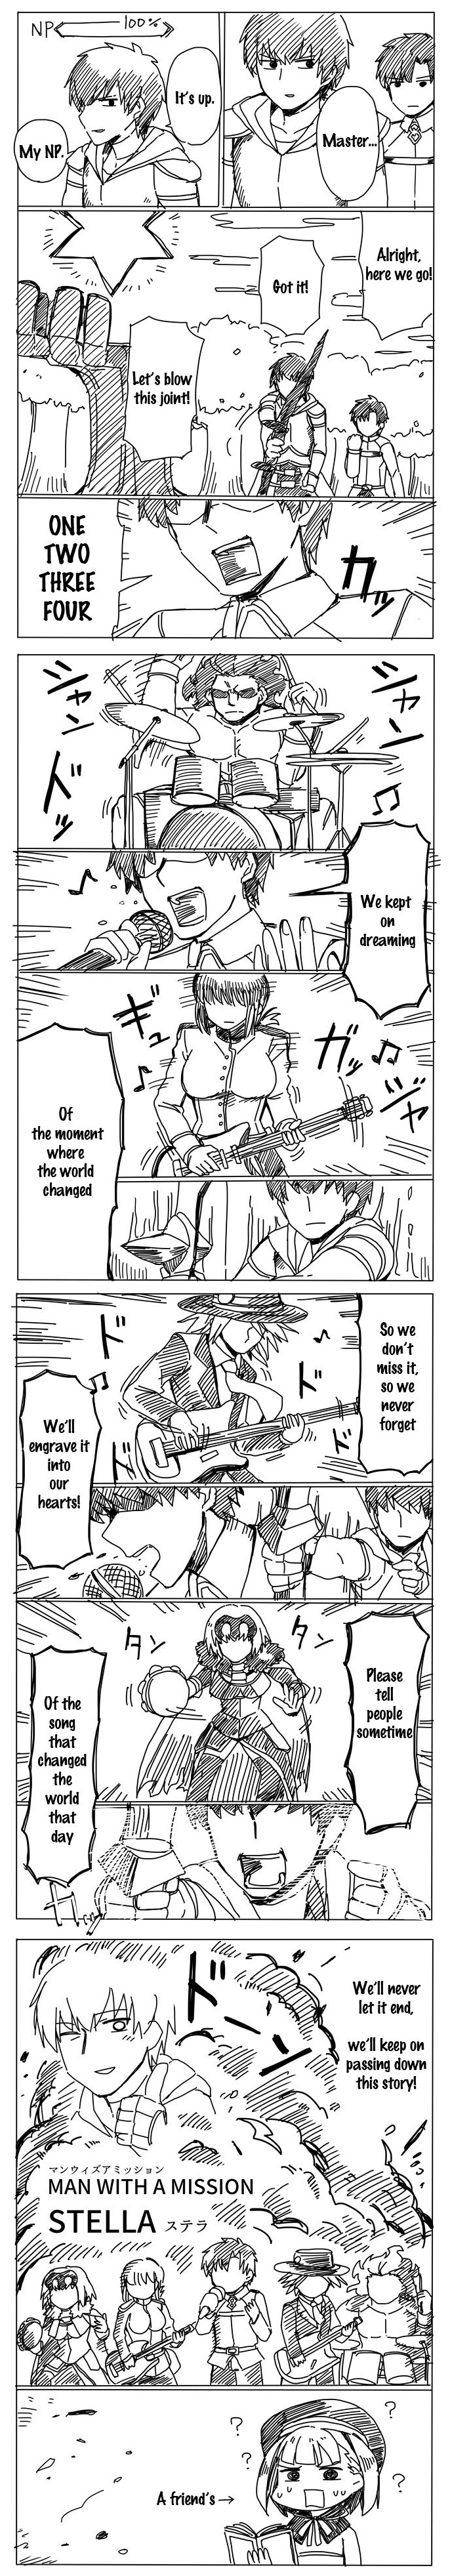 NP 100%
Master...
It's up.
My NP.
Alright,
here we go!
Got it!
Let's blow
this joint!
ONE
TWO
THREE
FOUR
カッ
シャン
シャン
ドッ
We kept
on
dreaming
ギュ
ガッ
ジャ
Of
the moment
where
the world
changed
So we
don't
miss it,
so we
never
forget
ド
ド
ド
ド
We'll
engrave it
into
our
hearts!
タン
タン
Please
tell
people
sometime
Of the
song
that
changed
the
world
that
day
We'll never
let it end,
we'll keep on
passing down
this story!
ドーン
マンウィズアミッション
MAN WITH A MISSION
STELLA ステラ
? ? ? ?
A friend's →